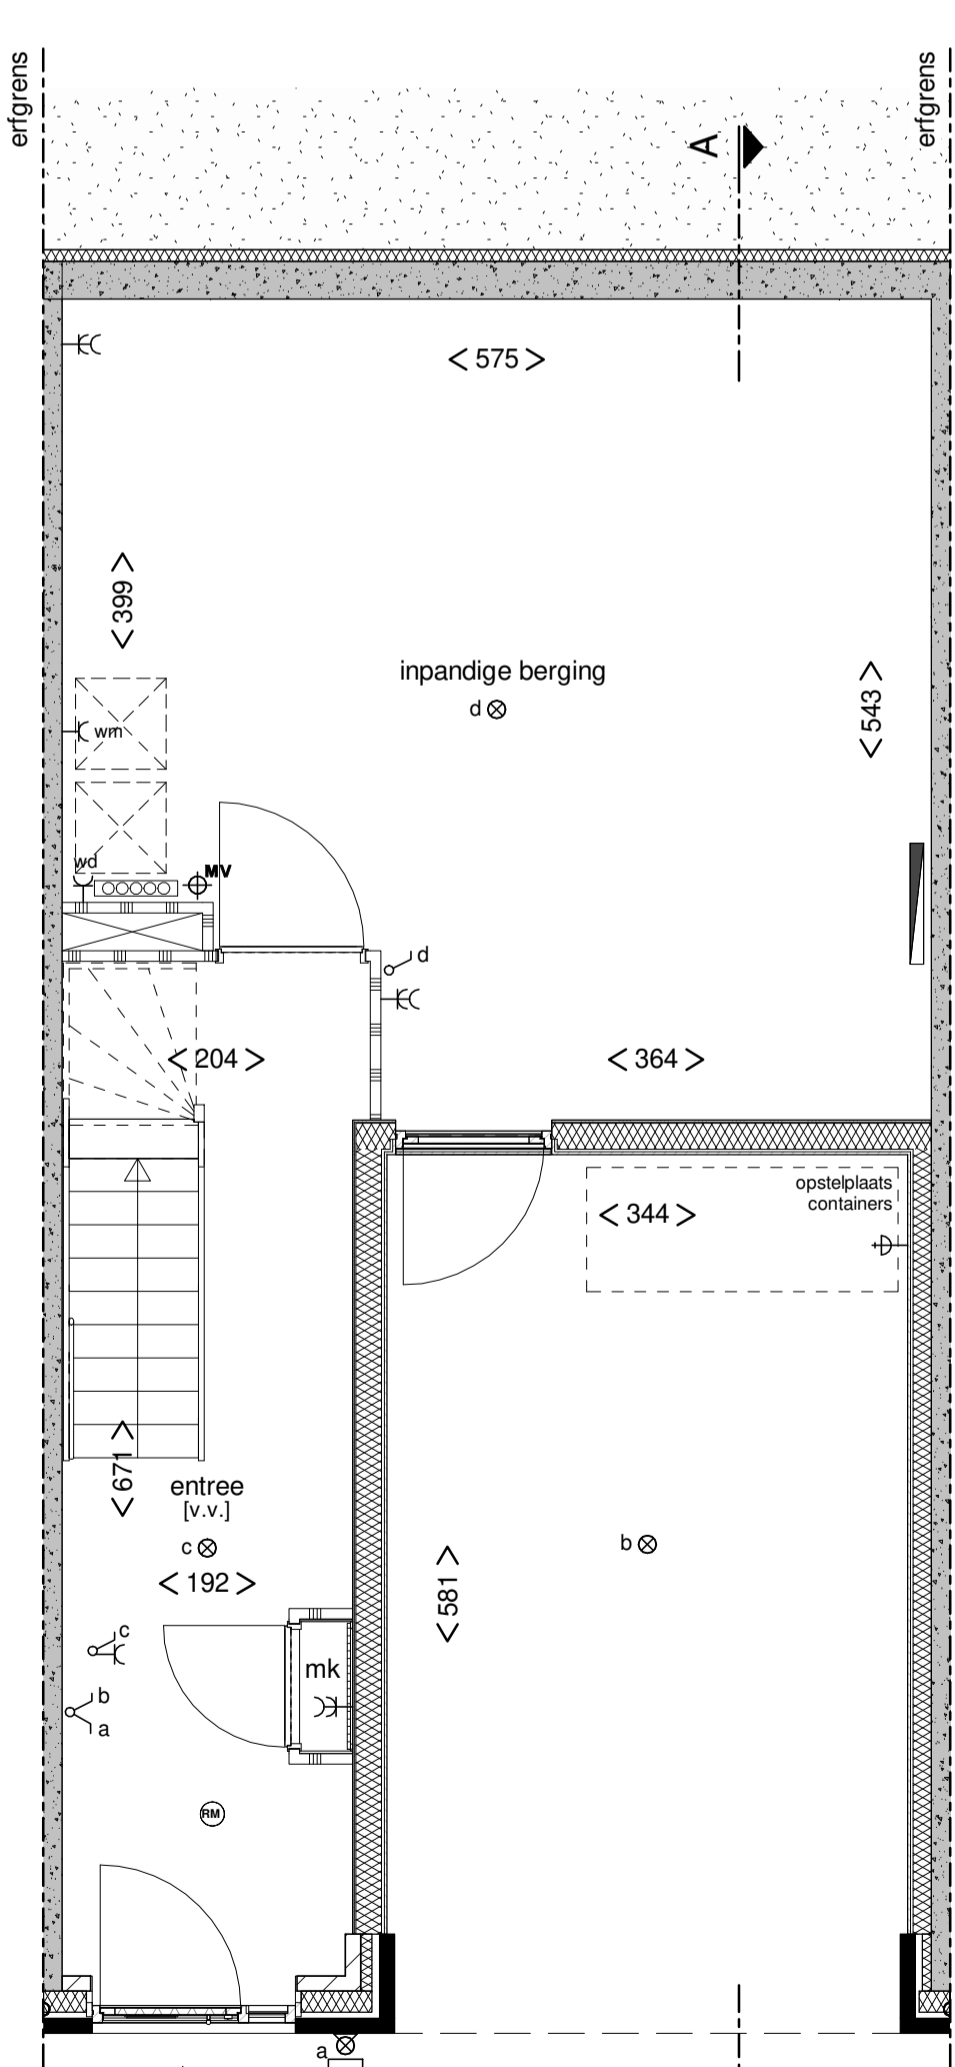 erfgrens
erfgrens
A
< 575 >
< 399 >
inpandige berging
d
< 543 >
wm
wd
MV
d
< 204 >
< 364 >
opstelplaats
containers
< 344 >
< 671 >
entree
[v.v.]
c
b
< 192 >
< 581 >
c
mk
b
a
RM
a